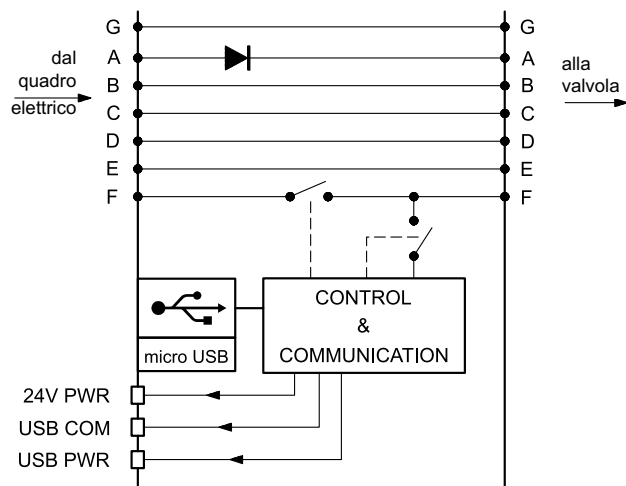 G G
dal
quadro
elettrico
alla
valvola
A A
B B
C C
D D
E E
F F
CONTROL
&
COMMUNICATION
micro USB
24V PWR
USB COM
USB PWR